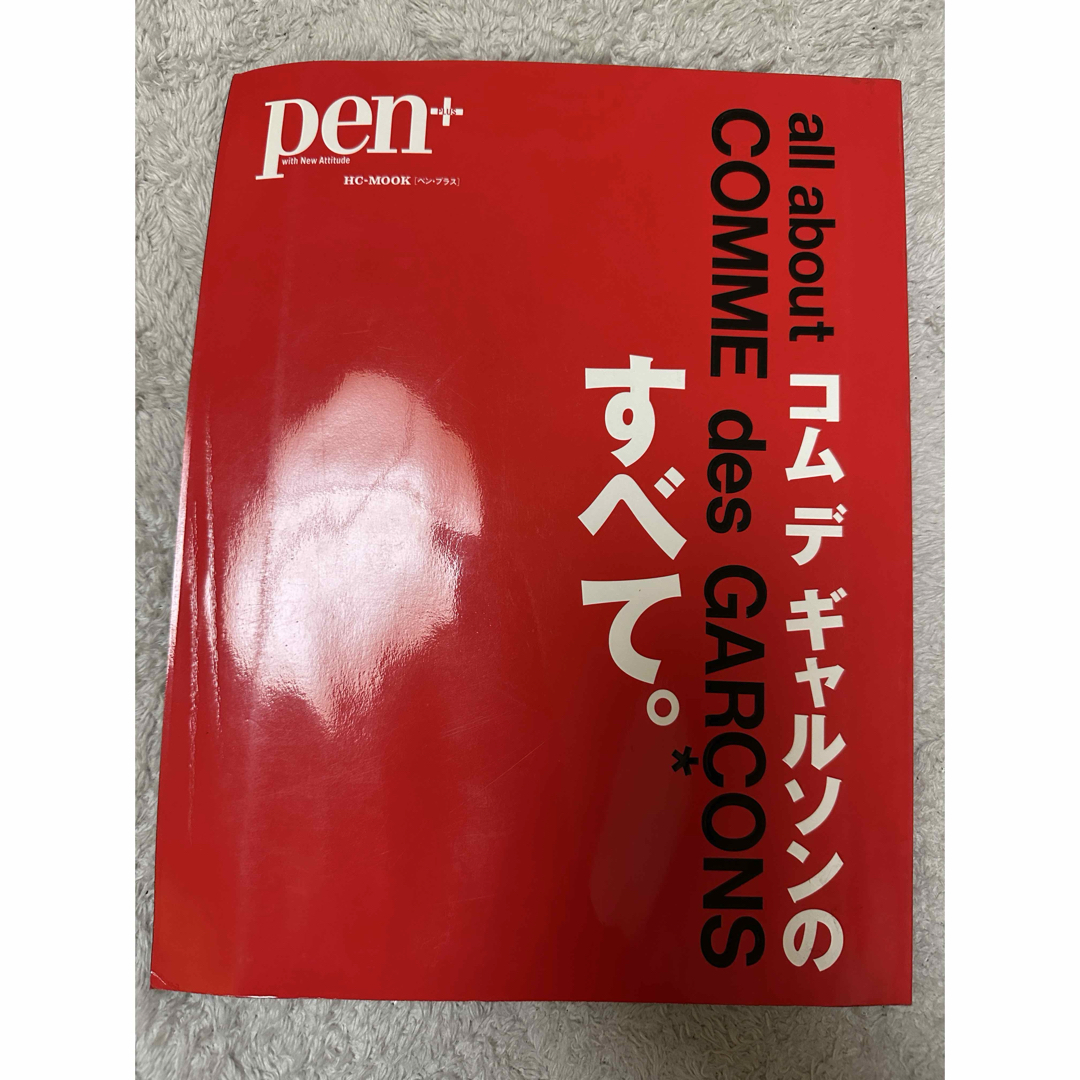 pen+
PLUS
with New Attitude
HC-MOOK [ペン・プラス]
all about コム デ ギャルソンの
COMME des GARÇONS
すべて。*